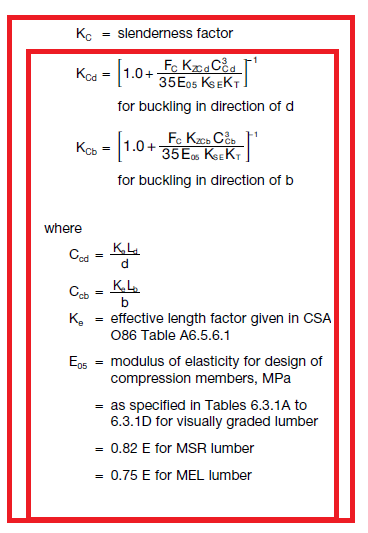 K_C = slenderness factor
K_Cd = [1.0 + F_C K_ZCd C_Cd^3 / 35 E_05 K_SE K_T]^-1
for buckling in direction of d
K_Cb = [1.0 + F_C K_ZCb C_Cb^3 / 35 E_05 K_SE K_T]^-1
for buckling in direction of b
where
C_cd = K_e L_d / d
C_cb = K_e L_b / b
K_e = effective length factor given in CSA
O86 Table A6.5.6.1
E_05 = modulus of elasticity for design of
compression members, MPa
= as specified in Tables 6.3.1A to
6.3.1D for visually graded lumber
= 0.82 E for MSR lumber
= 0.75 E for MEL lumber